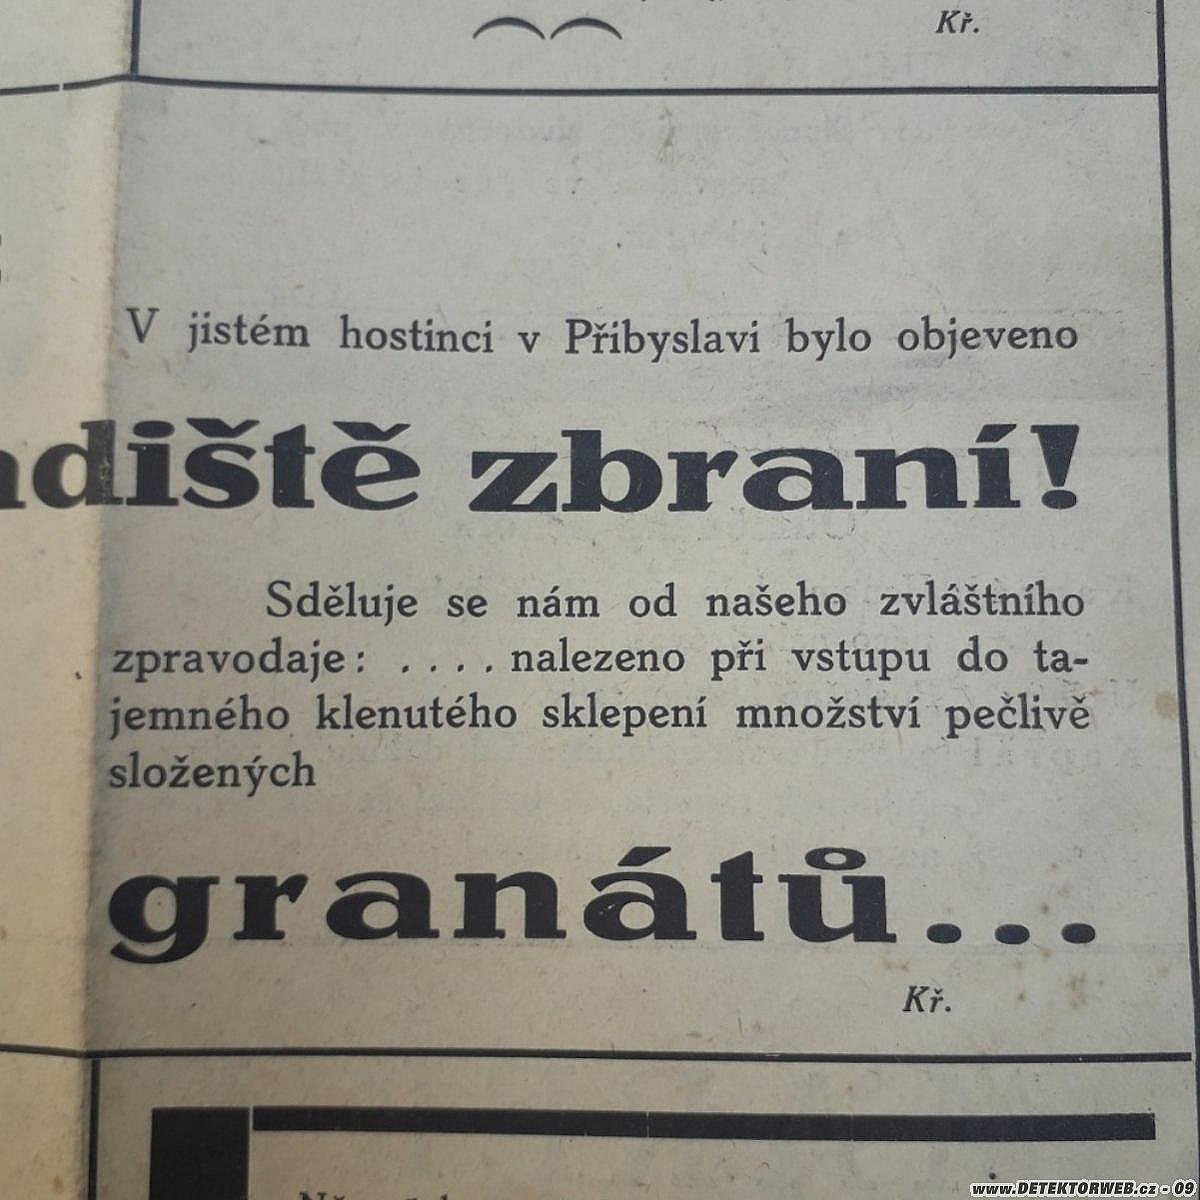 Kř.
V jistém hostinci v Přibyslavi bylo objeveno
adiště zbraní!
Sděluje se nám od našeho zvláštního
zpravodaje: .... nalezeno při vstupu do ta-
jemného klenutého sklepení množství pečlivě
složených
granátů...
Kř.
www.DETEKTORWEB.cz - 09